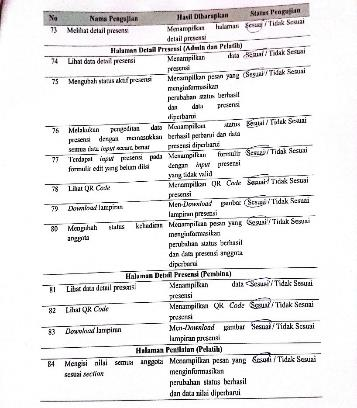 No Nama Pengujian Hasil Diharapkan Status Pengujian
73 Melihat detail presensi Menampilkan halaman Sesuai / Tidak Sesuai
detail presensi
Halaman Detail Presensi (Admin dan Pelatih)
74 Lihat data detail presensi Menampilkan data Sesuai / Tidak Sesuai
presensi
75 Mengubah status aktif presensi Menampilkan pesan yang Sesuai / Tidak Sesuai
menginformasikan
perubahan status berhasil
dan data presensi
diperbarui
76 Melakukan pengeditan data Menampilkan status Sesuai / Tidak Sesuai
presensi dengan memasukkan berhasil perbarui dan data
semua data input secara benar presensi diperbarui
77 Terdapat input presensi pada Menampilkan formulir Sesuai / Tidak Sesuai
formulir edit yang belum diisi dengan input presensi
yang tidak valid
78 Lihat QR Code Menampilkan QR Code Sesuai / Tidak Sesuai
presensi
79 Download lampiran Men-Download gambar Sesuai / Tidak Sesuai
lampiran presensi
80 Mengubah status kehadiran Menampilkan pesan yang Sesuai / Tidak Sesuai
anggota menginformasikan
perubahan status berhasil
dan data presensi anggota
diperbarui
Halaman Detail Presensi (Pembina)
81 Lihat data detail presensi Menampilkan data Sesuai / Tidak Sesuai
presensi
82 Lihat QR Code Menampilkan QR Code Sesuai / Tidak Sesuai
presensi
83 Download lampiran Men-Download gambar Sesuai / Tidak Sesuai
lampiran presensi
Halaman Penilaian (Pelatih)
84 Mengisi nilai semua anggota Menampilkan pesan yang Sesuai / Tidak Sesuai
sesuai section menginformasikan
perubahan status berhasil
dan data nilai diperbarui